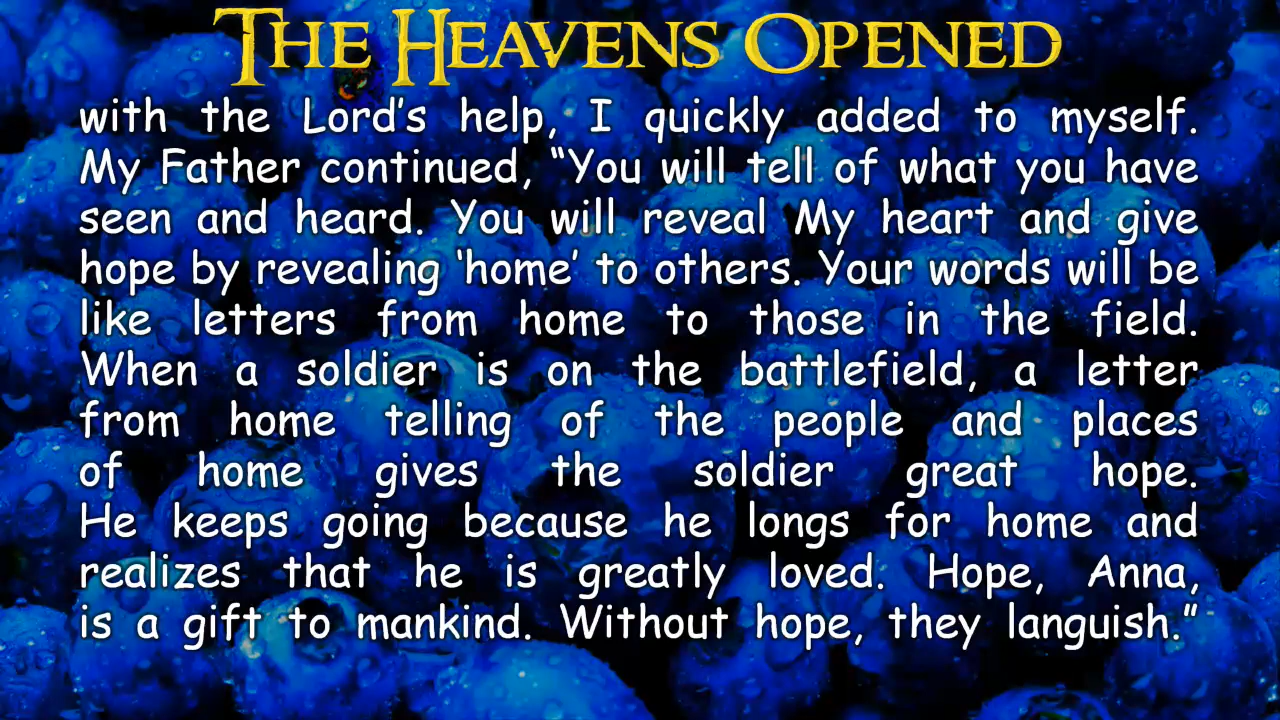 The Heavens Opened
with the Lord's help, I quickly added to myself.
My Father continued, “You will tell of what you have
seen and heard. You will reveal My heart and give
hope by revealing ‘home’ to others. Your words will be
like letters from home to those in the field.
When a soldier is on the battlefield, a letter
from home telling of the people and places
of home gives the soldier great hope.
He keeps going because he longs for home and
realizes that he is greatly loved. Hope, Anna,
is a gift to mankind. Without hope, they languish.”